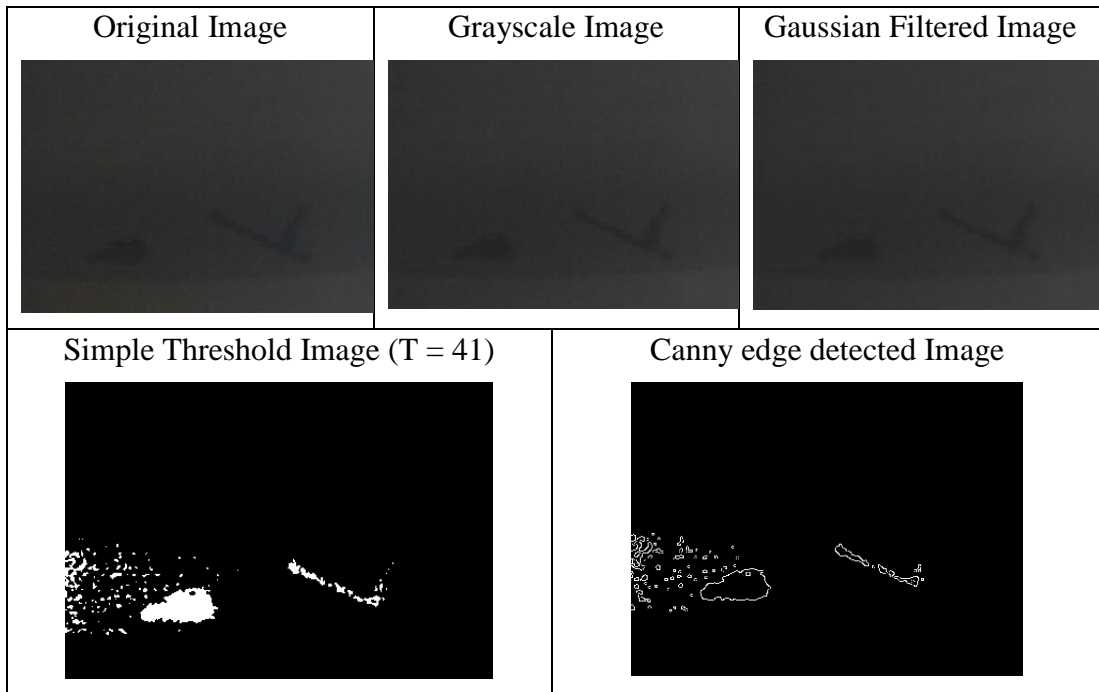 Original Image
Grayscale Image
Gaussian Filtered Image
Simple Threshold Image (T = 41)
Canny edge detected Image